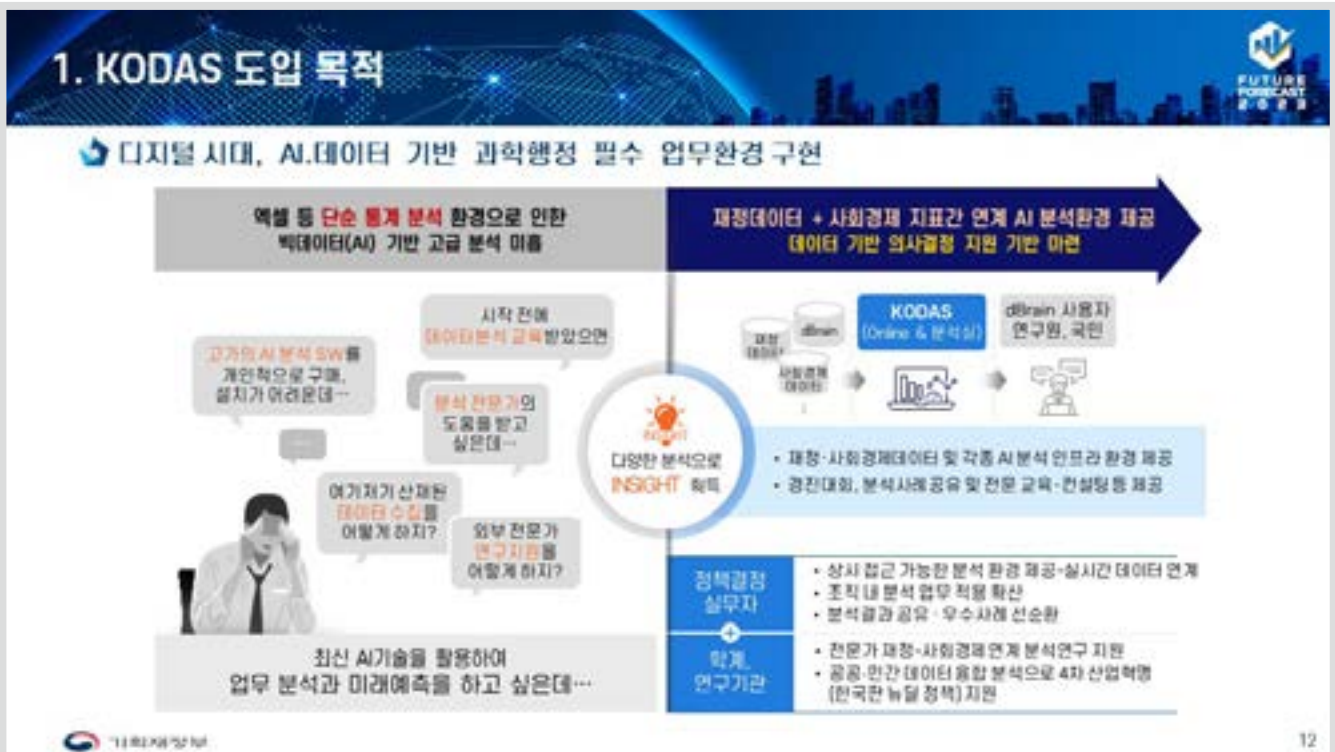 1. KODAS 도입 목적
FUTURE
FORECAST
2023
디지털 시대, AI.데이터 기반 과학행정 필수 업무환경 구현
엑셀 등 단순 통계 분석 환경으로 인한
빅데이터(AI) 기반 고급 분석 미흡
재정데이터 + 사회경제 지표간 연계 AI 분석환경 제공
데이터 기반 의사결정 지원 기반 마련
시작 전에
데이터분석 교육받았으면
고가의 AI 분석 SW를
개인적으로 구매,
설치가 어려운데…
분석 전문가의
도움을 받고
싶은데…
여기저기 산재된
데이터 수집을
어떻게 하지?
외부 전문가
연구지원을
어떻게 하지?
최신 AI기술을 활용하여
업무 분석과 미래예측을 하고 싶은데…
INSIGHT
다양한 분석으로
INSIGHT 획득
재정
데이터
dBrain
사회경제
데이터
KODAS
(Online & 분석실)
dBrain 사용자
연구원, 국민
• 재정·사회경제데이터 및 각종 AI 분석 인프라 환경 제공
• 경진대회, 분석사례 공유 및 전문 교육·컨설팅 등 제공
정책결정
실무자
• 상시 접근 가능한 분석 환경 제공-실시간 데이터 연계
• 조직 내 분석 업무 적용 확산
• 분석결과 공유·우수사례 선순환
+
학계,
연구기관
• 전문가 재정-사회경제 연계 분석연구 지원
• 공공·민간 데이터 융합 분석으로 4차 산업혁명
(한국판 뉴딜 정책) 지원
기획재정부
12